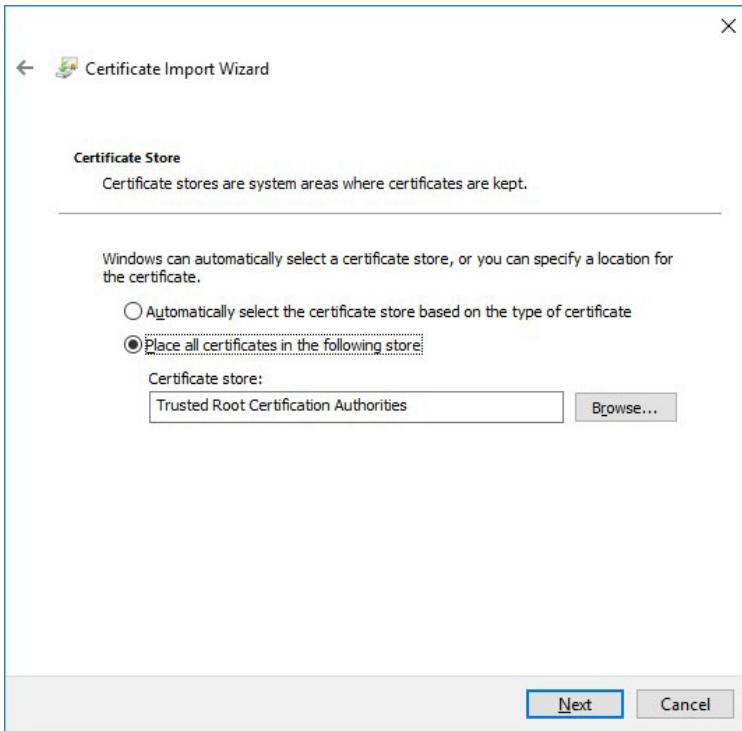 Certificate Import Wizard
Certificate Store
Certificate stores are system areas where certificates are kept.
Windows can automatically select a certificate store, or you can specify a location for
the certificate.
Automatically select the certificate store based on the type of certificate
Place all certificates in the following store
Certificate store:
Trusted Root Certification Authorities
Browse...
Next
Cancel